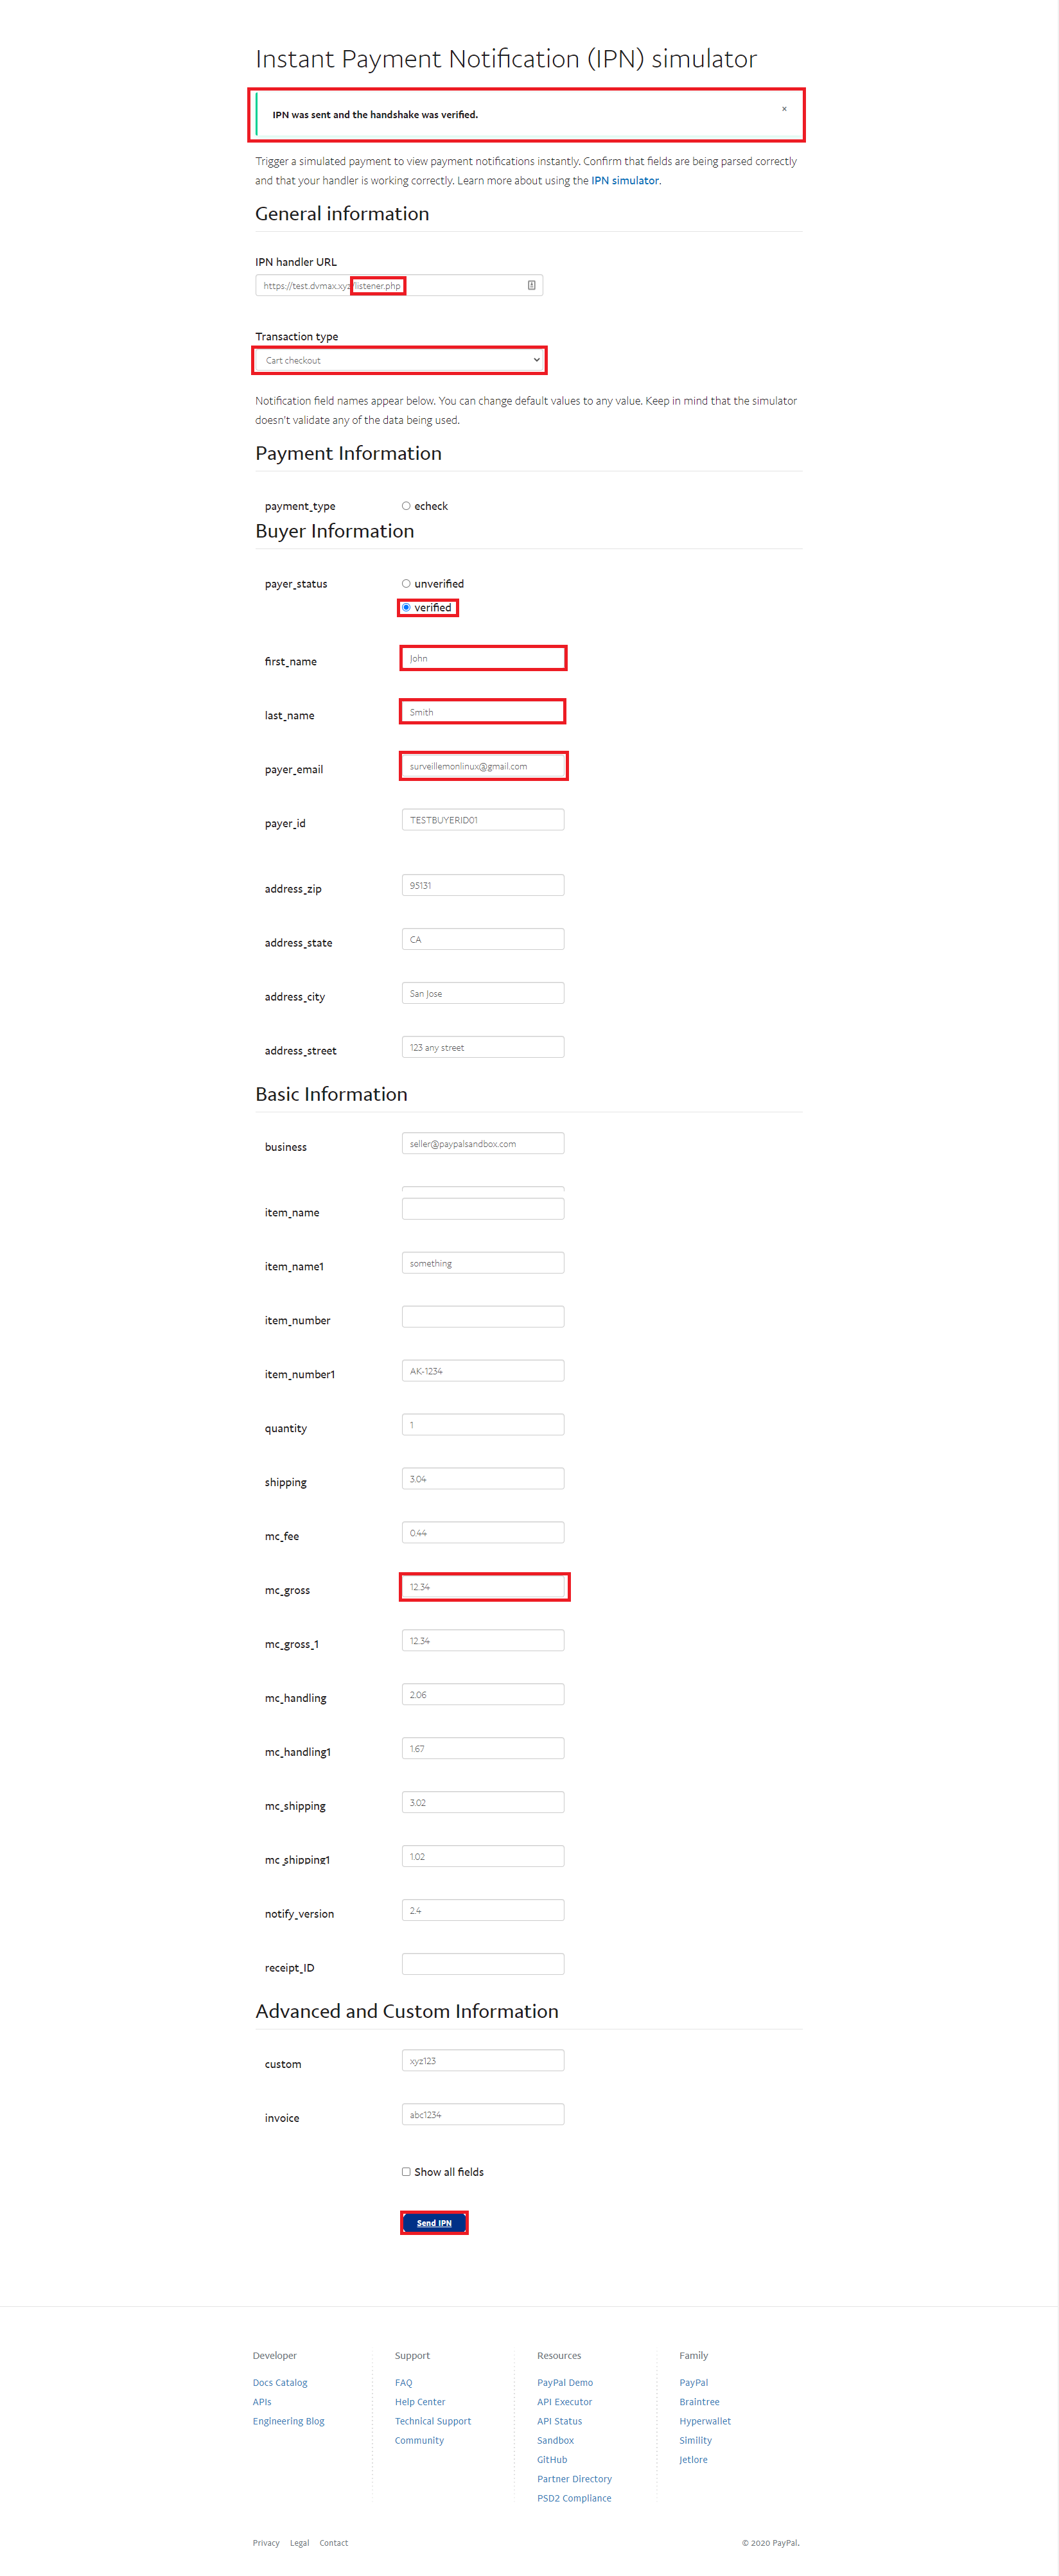 Instant Payment Notification (IPN) simulator
IPN was sent and the handshake was verified.
×
Trigger a simulated payment to view payment notifications instantly. Confirm that fields are being parsed correctly
and that your handler is working correctly. Learn more about using the IPN simulator.
General information
IPN handler URL
https://test.dvmax.xyz/listener.php
Transaction type
Cart checkout
Notification field names appear below. You can change default values to any value. Keep in mind that the simulator
doesn't validate any of the data being used.
Payment Information
payment_type echeck
Buyer Information
payer_status unverified
verified
first_name John
last_name Smith
payer_email surveillemonlinux@gmail.com
payer_id TESTBUYERID01
address_zip 95131
address_state CA
address_city San Jose
address_street 123 any street
Basic Information
business seller@paypalsandbox.com
item_name
item_name1 something
item_number
item_number1 AK-1234
quantity 1
shipping 3.04
mc_fee 0.44
mc_gross 12.34
mc_gross_1 12.34
mc_handling 2.06
mc_handling1 1.67
mc_shipping 3.02
mc_shipping1 1.02
notify_version 2.4
receipt_ID
Advanced and Custom Information
custom xyz123
invoice abc1234
Show all fields
Send IPN
Developer Support Resources Family
Docs Catalog FAQ PayPal Demo PayPal
APIs Help Center API Executor Braintree
Engineering Blog Technical Support API Status Hyperwallet
Community Sandbox Simility
GitHub Jetlore
Partner Directory
PSD2 Compliance
Privacy Legal Contact © 2020 PayPal.